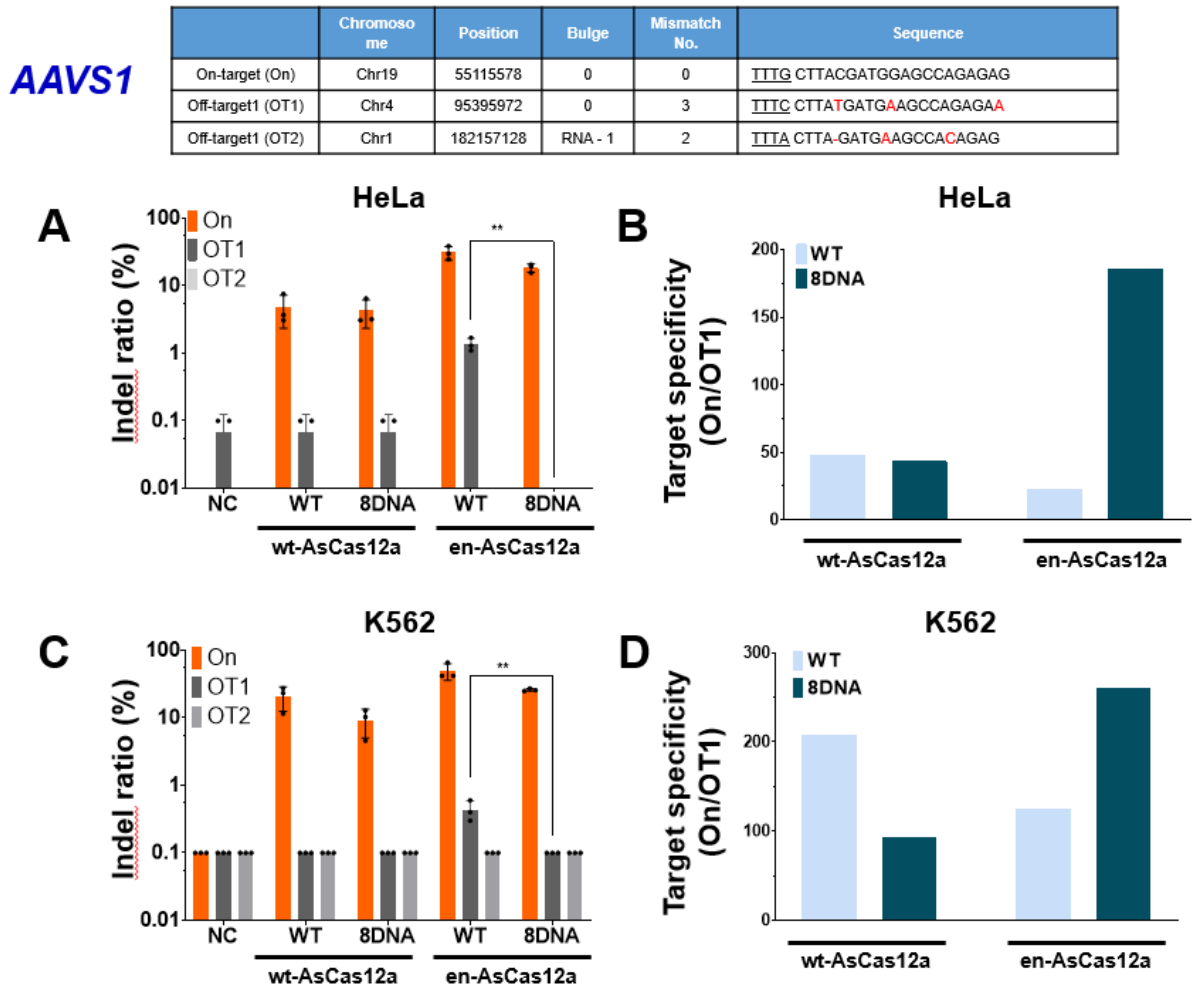 AAVS1
Chromoso
me
Position
Bulge
Mismatch
No.
Sequence
On-target (On) Chr19 55115578 0 0 TTTG CTTACGATGGAGCCAGAGAG
Off-target1 (OT1) Chr4 95395972 0 3 TTTC CTTATGATGAAGCCAGAGAA
Off-target1 (OT2) Chr1 182157128 RNA - 1 2 TTTA CTTA-GATGAAGCCACAGAG
A
HeLa
Indel ratio (%)
100
10
1
0.1
0.01
On
OT1
OT2
**
NC WT 8DNA WT 8DNA
wt-AsCas12a en-AsCas12a
B
HeLa
Target specificity
(On/OT1)
200
150
100
50
0
WT
8DNA
wt-AsCas12a en-AsCas12a
C
K562
Indel ratio (%)
100
10
1
0.1
0.01
On
OT1
OT2
**
NC WT 8DNA WT 8DNA
wt-AsCas12a en-AsCas12a
D
K562
Target specificity
(On/OT1)
300
200
100
0
WT
8DNA
wt-AsCas12a en-AsCas12a